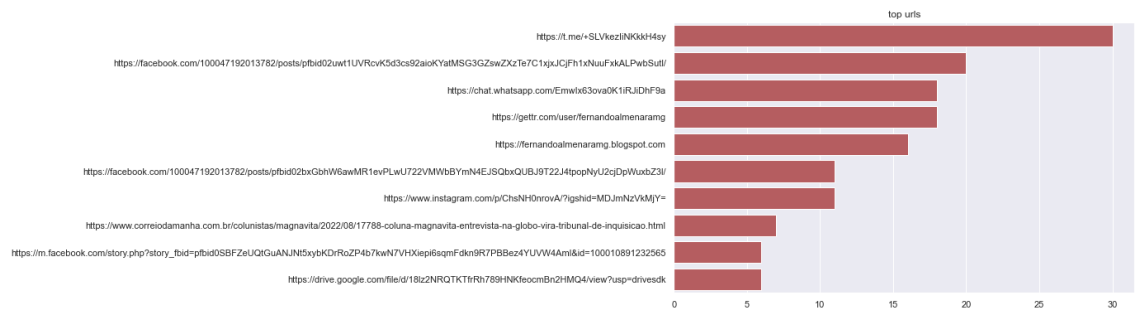 top urls
https://t.me/+SLVkezIiNKkkH4sy
https://facebook.com/100047192013782/posts/pfbid02uwt1UVRcvK5d3cs92aioKYatMSG3GZswZXzTe7C1xjxJCjFh1xNuuFxkALPwbSutl/
https://chat.whatsapp.com/EmwIx63ova0K1iRJiDhF9a
https://gettr.com/user/fernandoalmenaramg
https://fernandoalmenaramg.blogspot.com
https://facebook.com/100047192013782/posts/pfbid02bxGbhW6awMR1evPLwU722VMWbBYmN4EJSQbxQUBJ9T22J4tpopNyU2cjDpWuxbZ3l/
https://www.instagram.com/p/ChsNH0nrovA/?igshid=MDJmNzVkMjY=
https://www.correiodamanha.com.br/colunistas/magnavita/2022/08/17788-coluna-magnavita-entrevista-na-globo-vira-tribunal-de-inquisicao.html
https://m.facebook.com/story.php?story_fbid=pfbid0SBFZeUQtGuANJNt5xybKDrRoZP4b7kwN7VHXiepi6sqmFdkn9R7PBBez4YUVW4Aml&id=100010891232565
https://drive.google.com/file/d/18lz2NRQTKTfrRh789HNKfeocmBn2HMQ4/view?usp=drivesdk
0 5 10 15 20 25 30